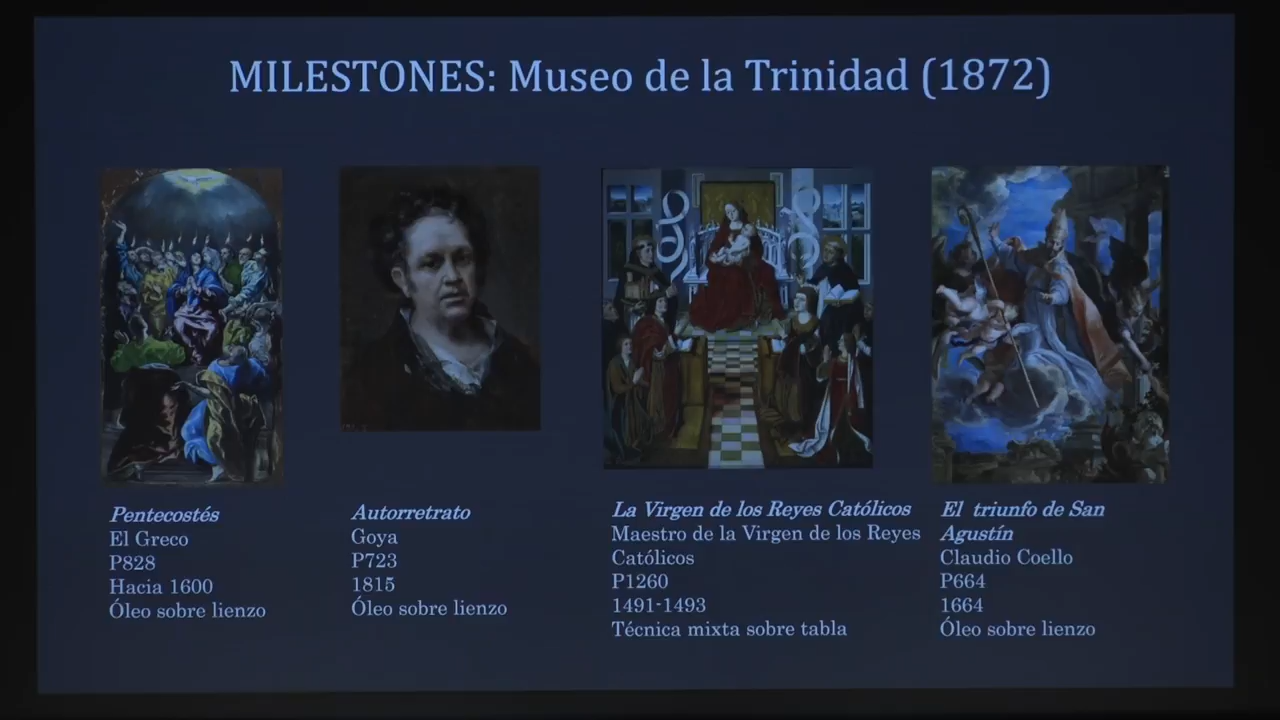 MILESTONES: Museo de la Trinidad (1872)
Pentecostés
El Greco
P828
Hacia 1600
Óleo sobre lienzo
Autorretrato
Goya
P723
1815
Óleo sobre lienzo
La Virgen de los Reyes Católicos
Maestro de la Virgen de los Reyes
Católicos
P1260
1491-1493
Técnica mixta sobre tabla
El triunfo de San
Agustín
Claudio Coello
P664
1664
Óleo sobre lienzo